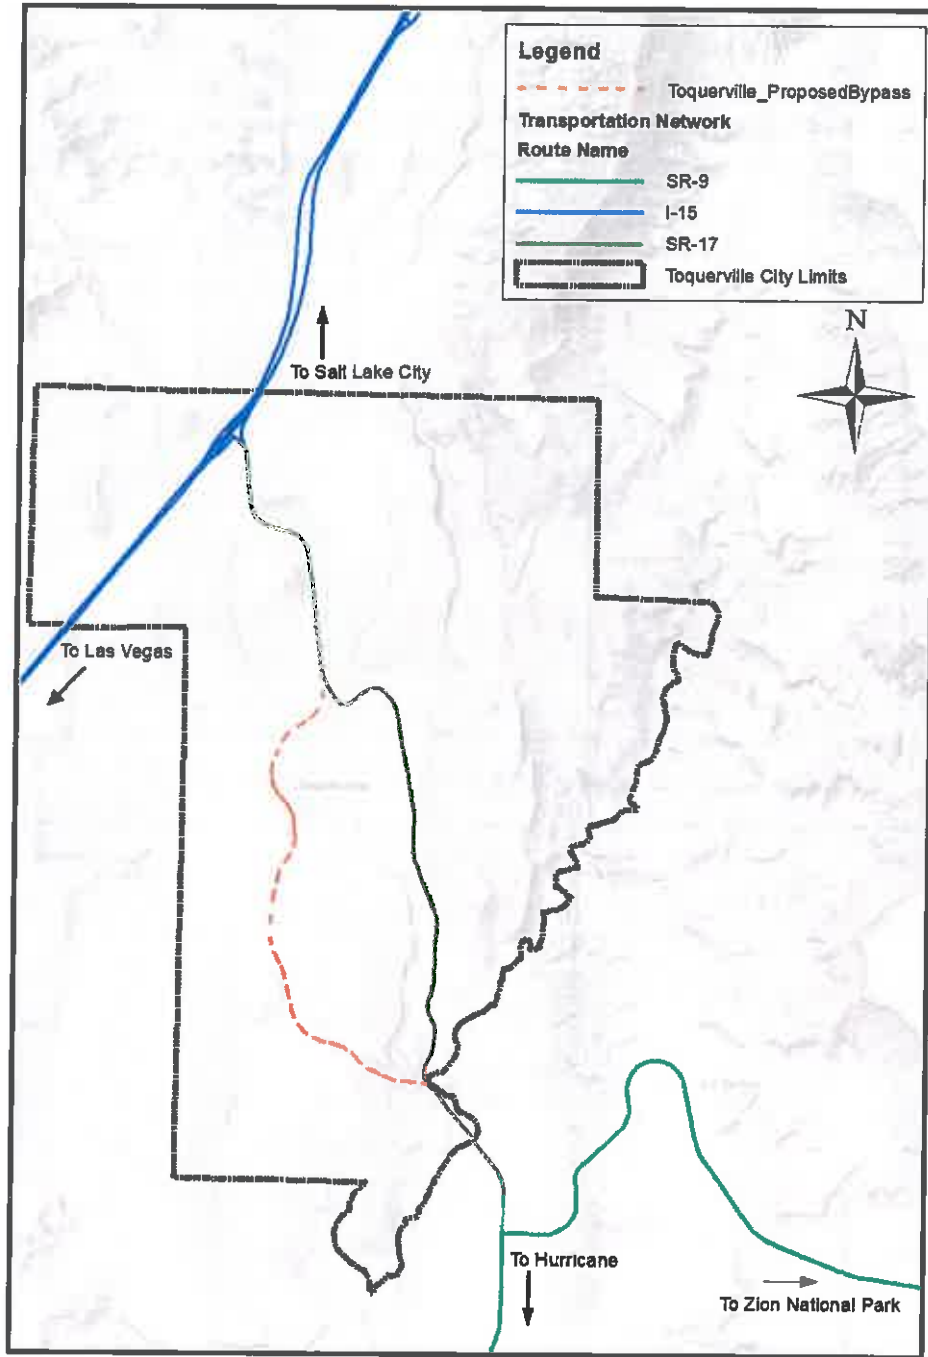 Legend
Toquerville_ProposedBypass
Transportation Network
Route Name
SR-9
I-15
SR-17
Toquerville City Limits
N
To Salt Lake City
To Las Vegas
To Hurricane
To Zion National Park